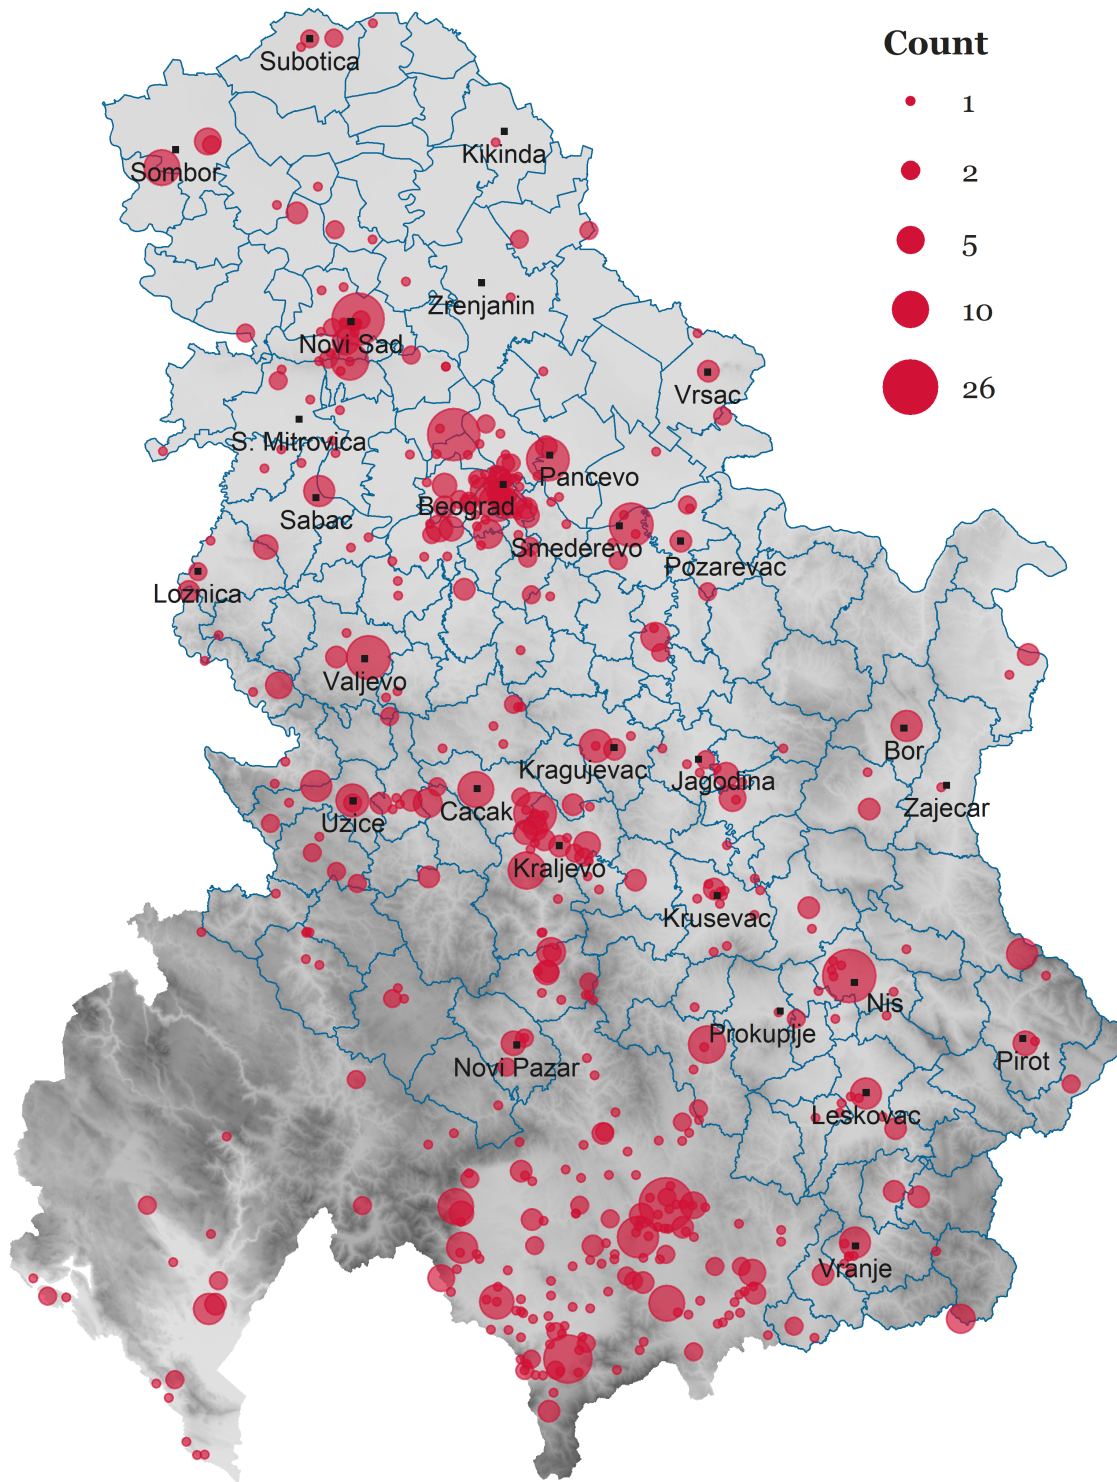 Count
1
2
5
10
26
Subotica
Kikinda
Sombor
Zrenjanin
Novi Sad
Vrsac
S. Mitrovica
Pancevo
Beograd
Sabac
Smederevo
Pozarevac
Loznica
Valjevo
Bor
Kragujevac
Jagodina
Zajecar
Cacak
Uzice
Kraljevo
Krusevac
Nis
Prokuplje
Pirot
Novi Pazar
Leskovac
Vranje